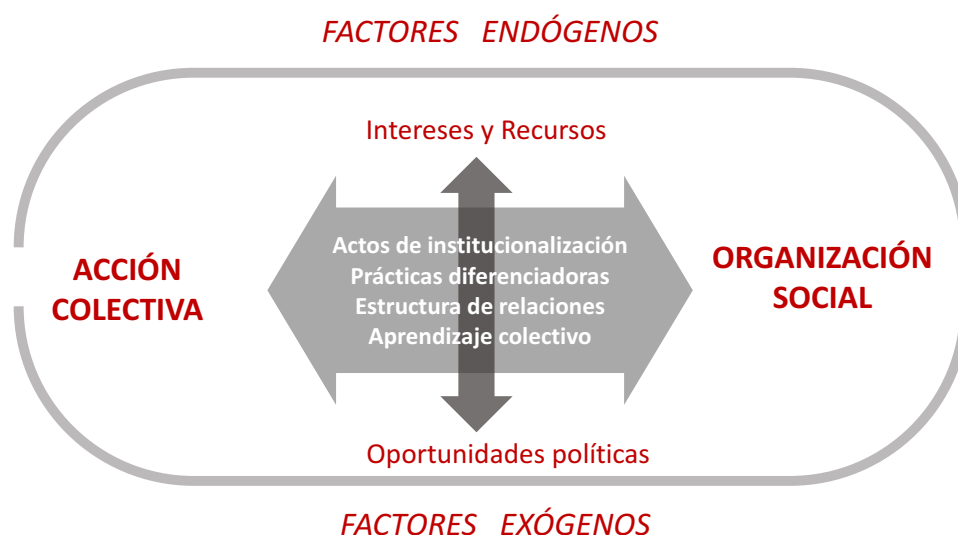 FACTORES ENDÓGENOS
Intereses y Recursos
ACCIÓN
COLECTIVA
Actos de institucionalización
Prácticas diferenciadoras
Estructura de relaciones
Aprendizaje colectivo
ORGANIZACIÓN
SOCIAL
Oportunidades políticas
FACTORES EXÓGENOS